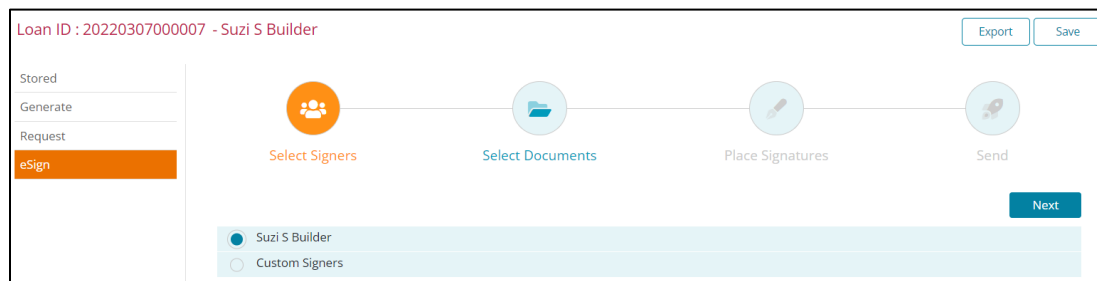 Loan ID : 20220307000007 - Suzi S Builder
Export
Save
Stored
Generate
Request
eSign
Select Signers
Select Documents
Place Signatures
Send
Next
Suzi S Builder
Custom Signers